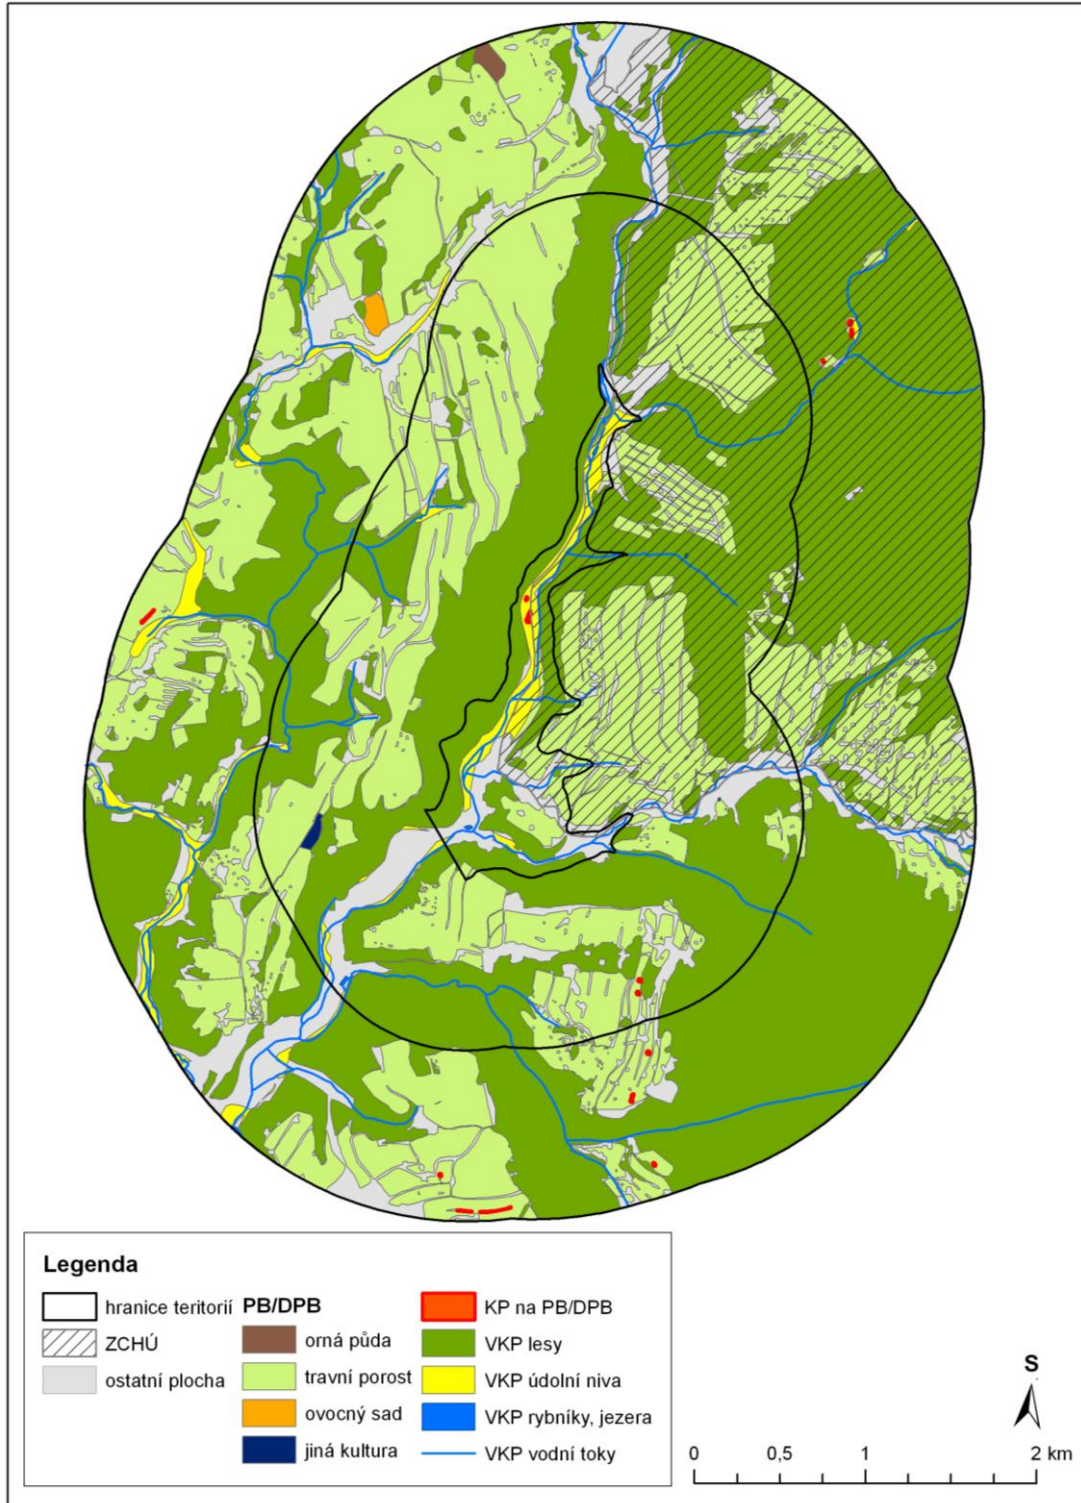 Legenda
hranice teritorií
ZCHÚ
ostatní plocha
PB/DPB
orná půda
travní porost
ovocný sad
jiná kultura
KP na PB/DPB
VKP lesy
VKP údolní niva
VKP rybníky, jezera
VKP vodní toky
S
0 0,5 1 2 km